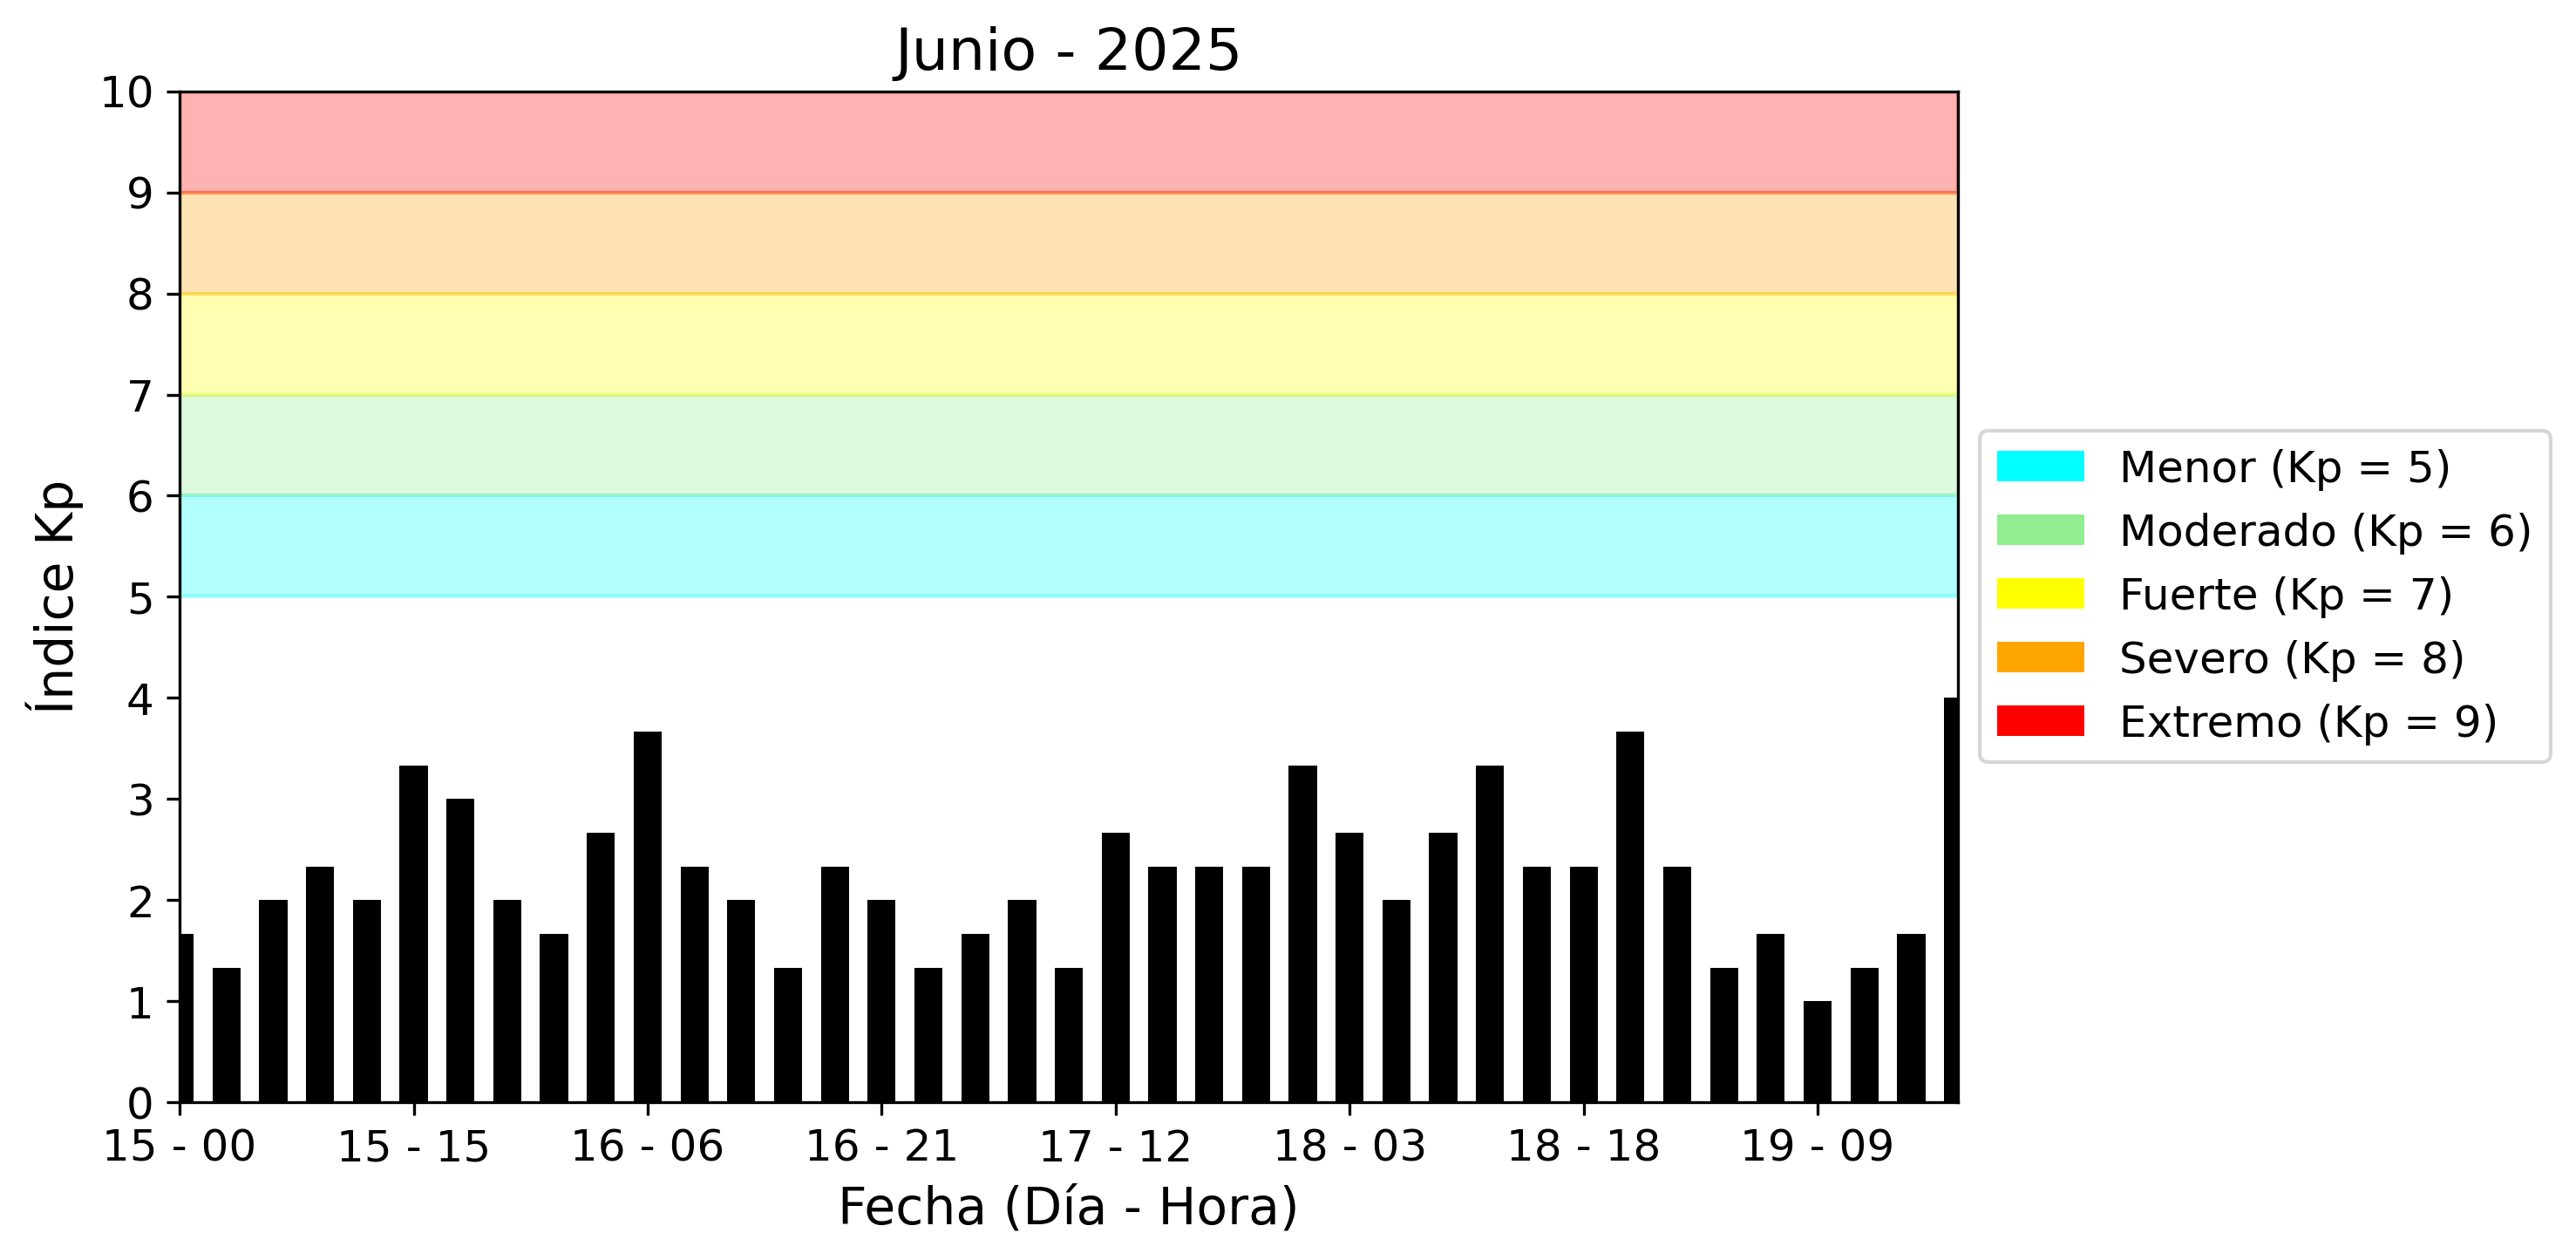 Junio - 2025
10
9
8
7
6
5
4
3
2
1
0
Índice Kp
15 - 00
15 - 15
16 - 06
16 - 21
17 - 12
18 - 03
18 - 18
19 - 09
Fecha (Día - Hora)
Menor (Kp = 5)
Moderado (Kp = 6)
Fuerte (Kp = 7)
Severo (Kp = 8)
Extremo (Kp = 9)